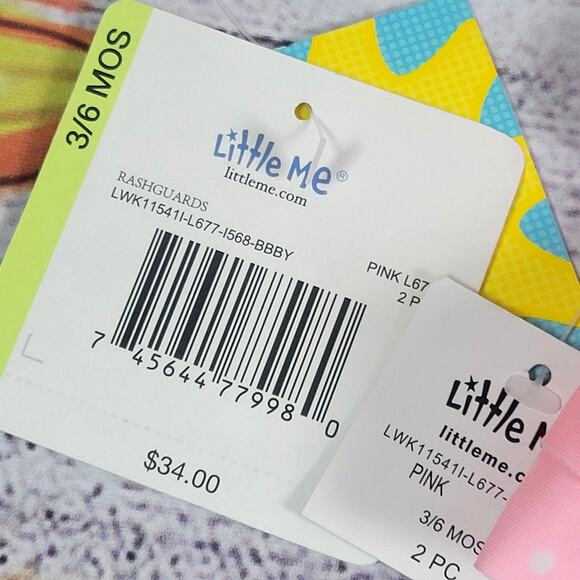 3/6 MOS
Little Me®
littleme.com
RASHGUARDS
LWK11541I-L677-I568-BBBY
PINK L67
2 P
7 45644 77998 0
$34.00
Little M
littleme.c
LWK11541I-L677-
PINK
3/6 MOS
2 PC